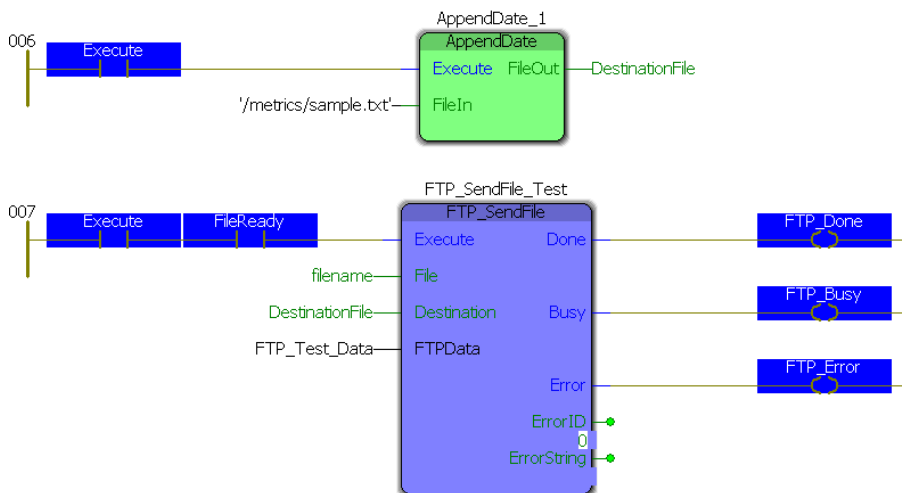 AppendDate_1
006
Execute
AppendDate
Execute FileOut DestinationFile
'/metrics/sample.txt' FileIn
FTP_SendFile_Test
007
Execute FileReady
FTP_SendFile
FTP_Done
Execute Done
filename File
FTP_Busy
DestinationFile Destination Busy
FTP_Test_Data FTPData
FTP_Error
Error
ErrorID
0
ErrorString